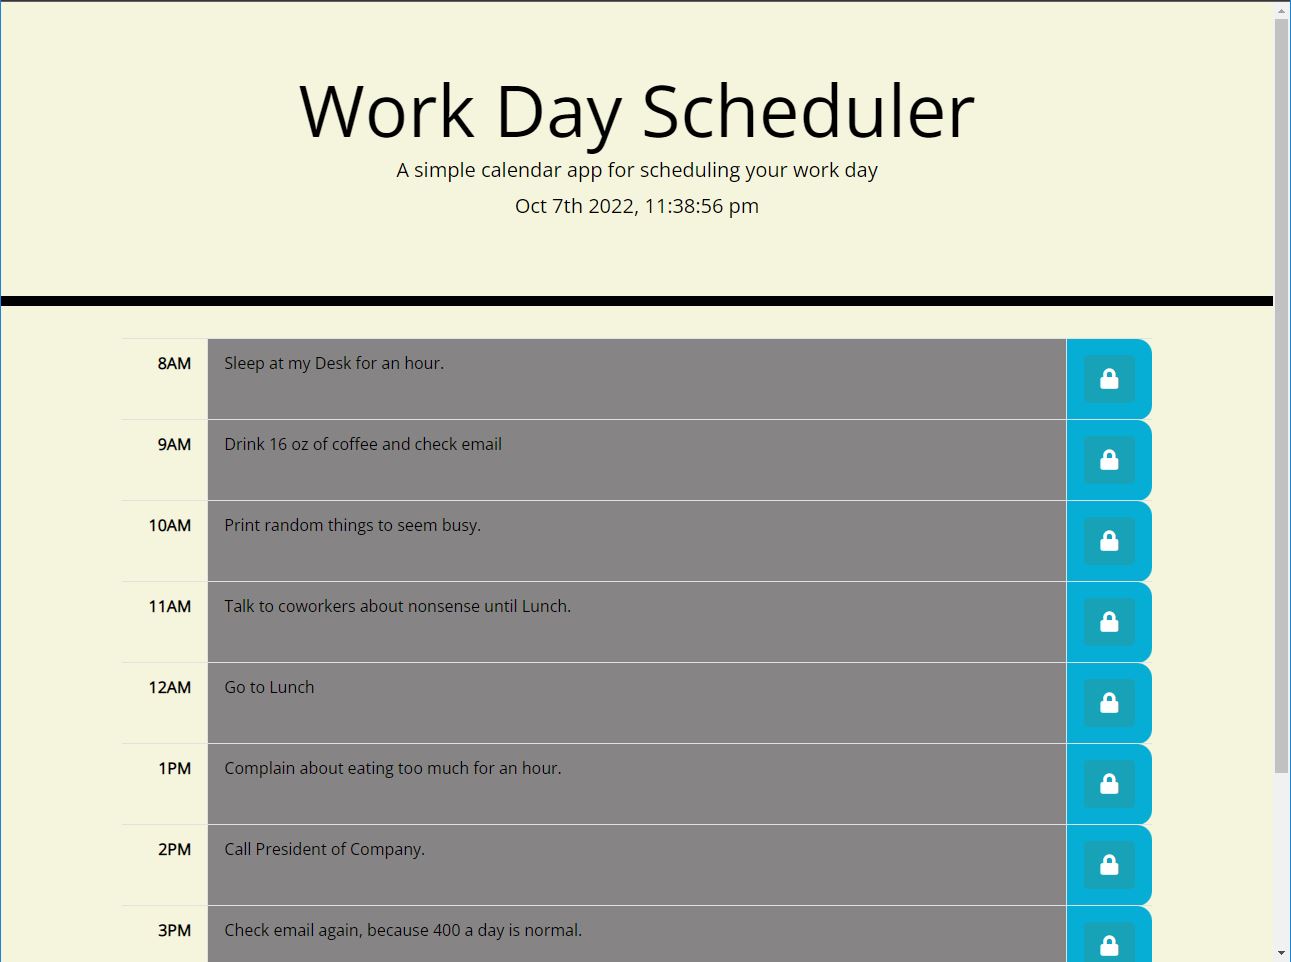 Work Day Scheduler
A simple calendar app for scheduling your work day
Oct 7th 2022, 11:38:56 pm
8AM Sleep at my Desk for an hour.
9AM Drink 16 oz of coffee and check email
10AM Print random things to seem busy.
11AM Talk to coworkers about nonsense until Lunch.
12AM Go to Lunch
1PM Complain about eating too much for an hour.
2PM Call President of Company.
3PM Check email again, because 400 a day is normal.